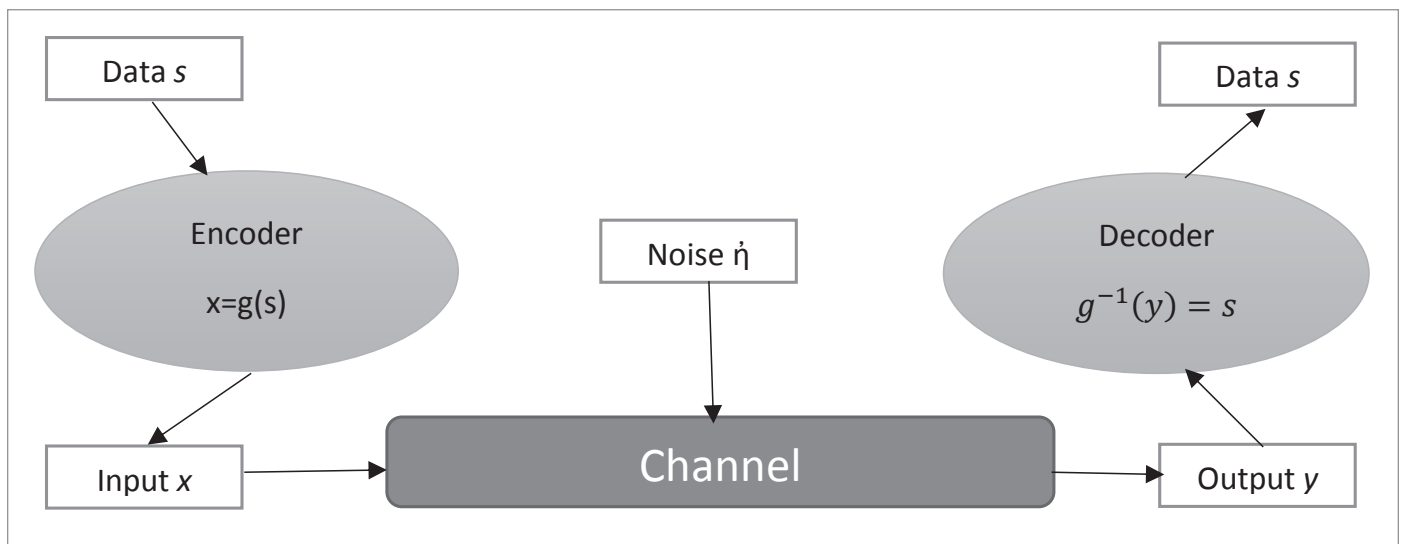 Data s
Data s
Encoder
x=g(s)
Noise ἠ
Decoder
g⁻¹(y) = s
Input x
Channel
Output y